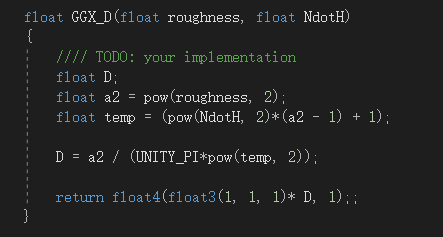 float GGX_D(float roughness, float NdotH)
{
//// TODO: your implementation
float D;
float a2 = pow(roughness, 2);
float temp = (pow(NdotH, 2)*(a2 - 1) + 1);
D = a2 / (UNITY_PI*pow(temp, 2));
return float4(float3(1, 1, 1)* D, 1);;
}